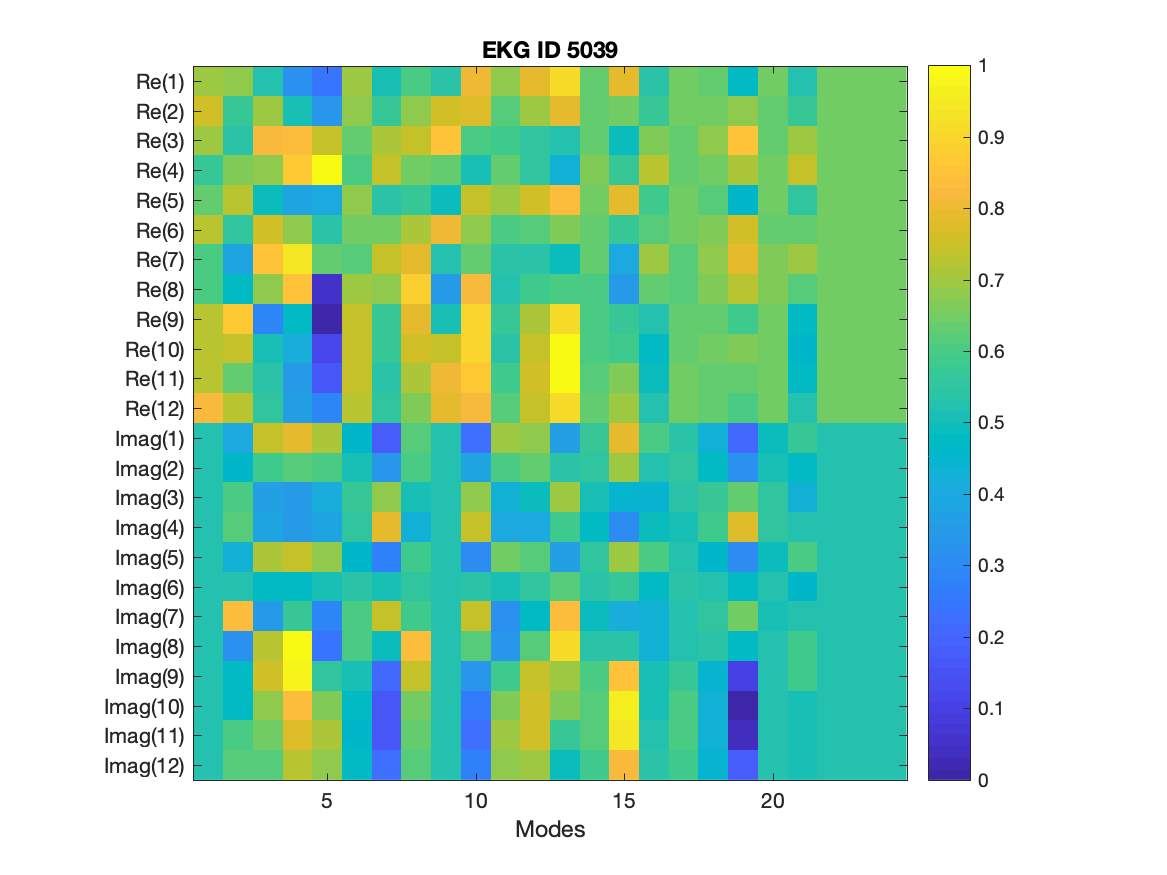 EKG ID 5039
Re(1)
Re(2)
Re(3)
Re(4)
Re(5)
Re(6)
Re(7)
Re(8)
Re(9)
Re(10)
Re(11)
Re(12)
Imag(1)
Imag(2)
Imag(3)
Imag(4)
Imag(5)
Imag(6)
Imag(7)
Imag(8)
Imag(9)
Imag(10)
Imag(11)
Imag(12)
5 10 15 20
Modes
1
0.9
0.8
0.7
0.6
0.5
0.4
0.3
0.2
0.1
0